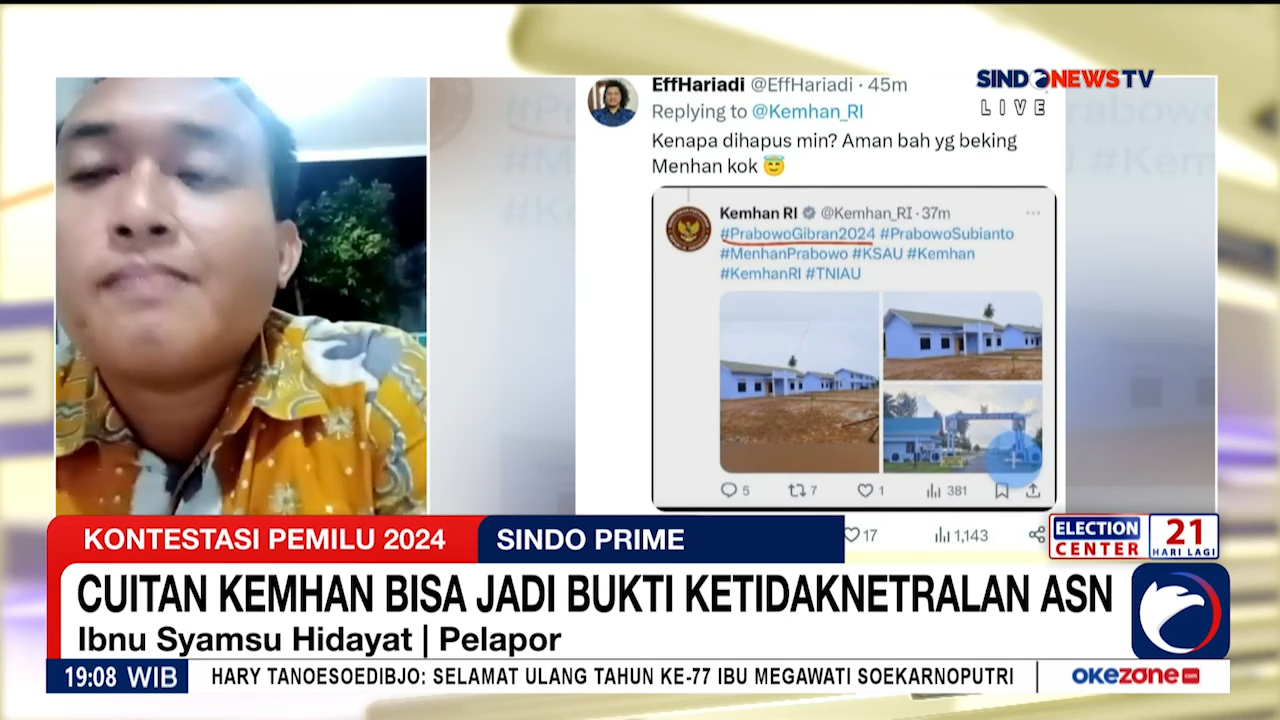 EffHariadi @EffHariadi · 45m
Replying to @Kemhan_RI
Kenapa dihapus min? Aman bah yg beking
Menhan kok 😇
Kemhan RI @Kemhan_RI · 37m
#PrabowoGibran2024 #PrabowoSubianto
#MenhanPrabowo #KSAU #Kemhan
#KemhanRI #TNIAU
5 7 1 381
17 1,143
SINDONEWS TV
LIVE
KONTESTASI PEMILU 2024
SINDO PRIME
ELECTION CENTER
21
HARI LAGI
CUITAN KEMHAN BISA JADI BUKTI KETIDAKNETRALAN ASN
Ibnu Syamsu Hidayat | Pelapor
19:08 WIB
HARY TANOESOEDIBJO: SELAMAT ULANG TAHUN KE-77 IBU MEGAWATI SOEKARNOPUTRI
okezone.com